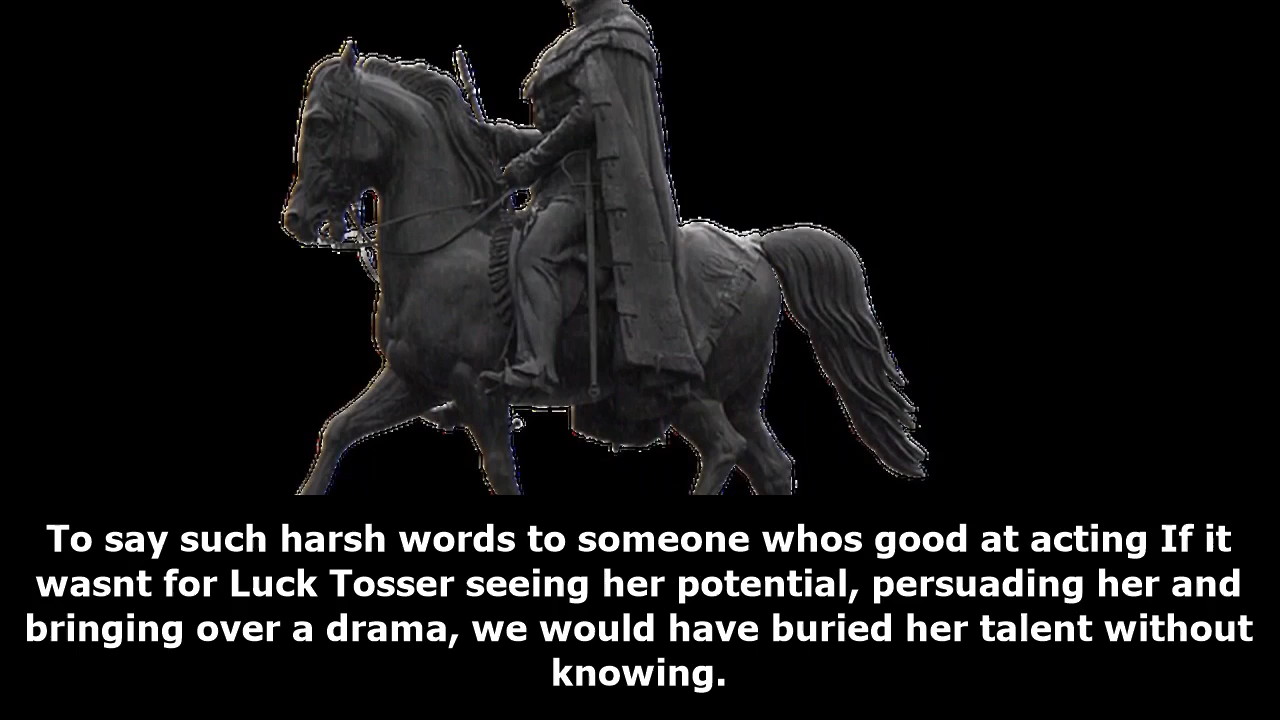 To say such harsh words to someone whos good at acting If it
wasnt for Luck Tosser seeing her potential, persuading her and
bringing over a drama, we would have buried her talent without
knowing.